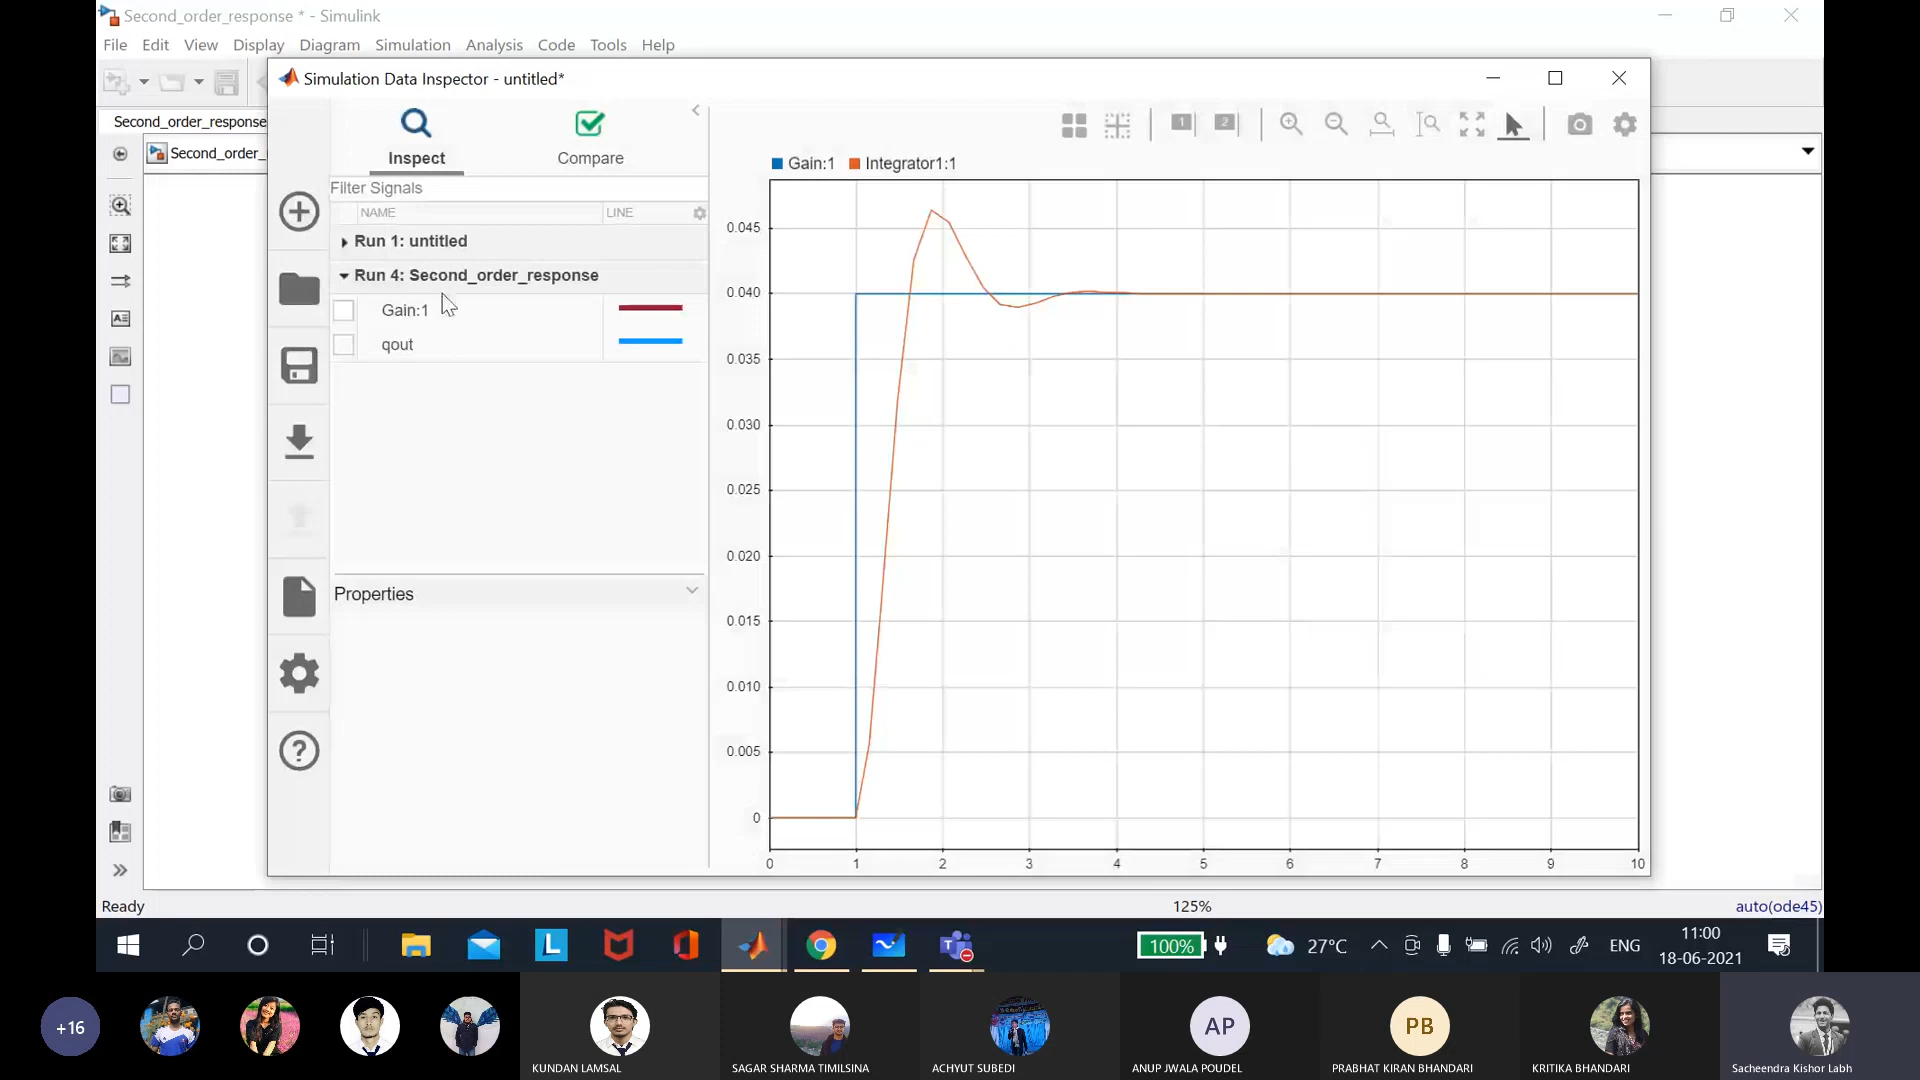 Second_order_response * - Simulink
File Edit View Display Diagram Simulation Analysis Code Tools Help
Simulation Data Inspector - untitled*
Second_order_response
Second_order_
Inspect
Compare
1
2
Filter Signals
NAME
LINE
Run 1: untitled
Run 4: Second_order_response
Gain:1
qout
Properties
Gain:1 Integrator1:1
0.045
0.040
0.035
0.030
0.025
0.020
0.015
0.010
0.005
0
0 1 2 3 4 5 6 7 8 9 10
Ready
125%
auto(ode45)
100%
27°C
ENG
11:00
18-06-2021
+16
KUNDAN LAMSAL
SAGAR SHARMA TIMILSINA
ACHYUT SUBEDI
AP
ANUP JWALA POUDEL
PB
PRABHAT KIRAN BHANDARI
KRITIKA BHANDARI
Sacheendra Kishor Labh